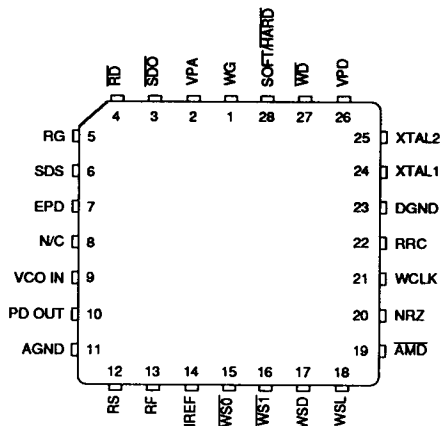 RD SDO VPA WG SOFT/HARD WD VPD
4 3 2 1 28 27 26
RG 5 25 XTAL2
SDS 6 24 XTAL1
EPD 7 23 DGND
N/C 8 22 RRC
VCO IN 9 21 WCLK
PD OUT 10 20 NRZ
AGND 11 19 AMD
12 13 14 15 16 17 18
RS RF IREF WS0 WS1 WSD WSL